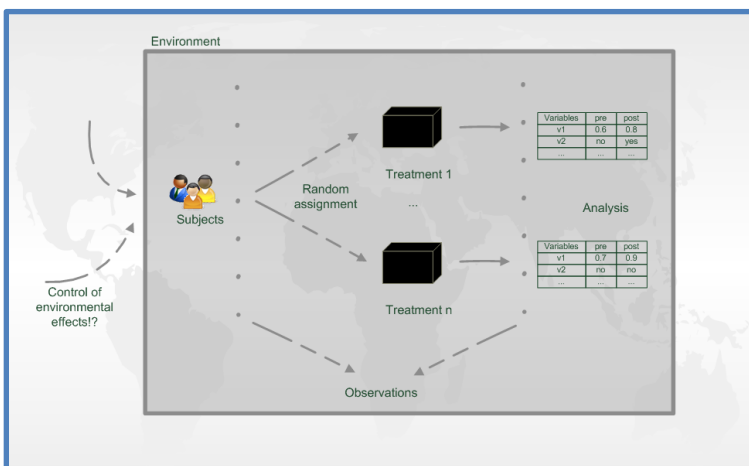 Environment
Variables pre post
v1 0.6 0.8
v2 no yes
... ... ...
Treatment 1
Random
assignment
...
Subjects
Analysis
Variables pre post
v1 0.7 0.9
v2 no no
... ... ...
Control of
environmental
effects!?
Treatment n
Observations